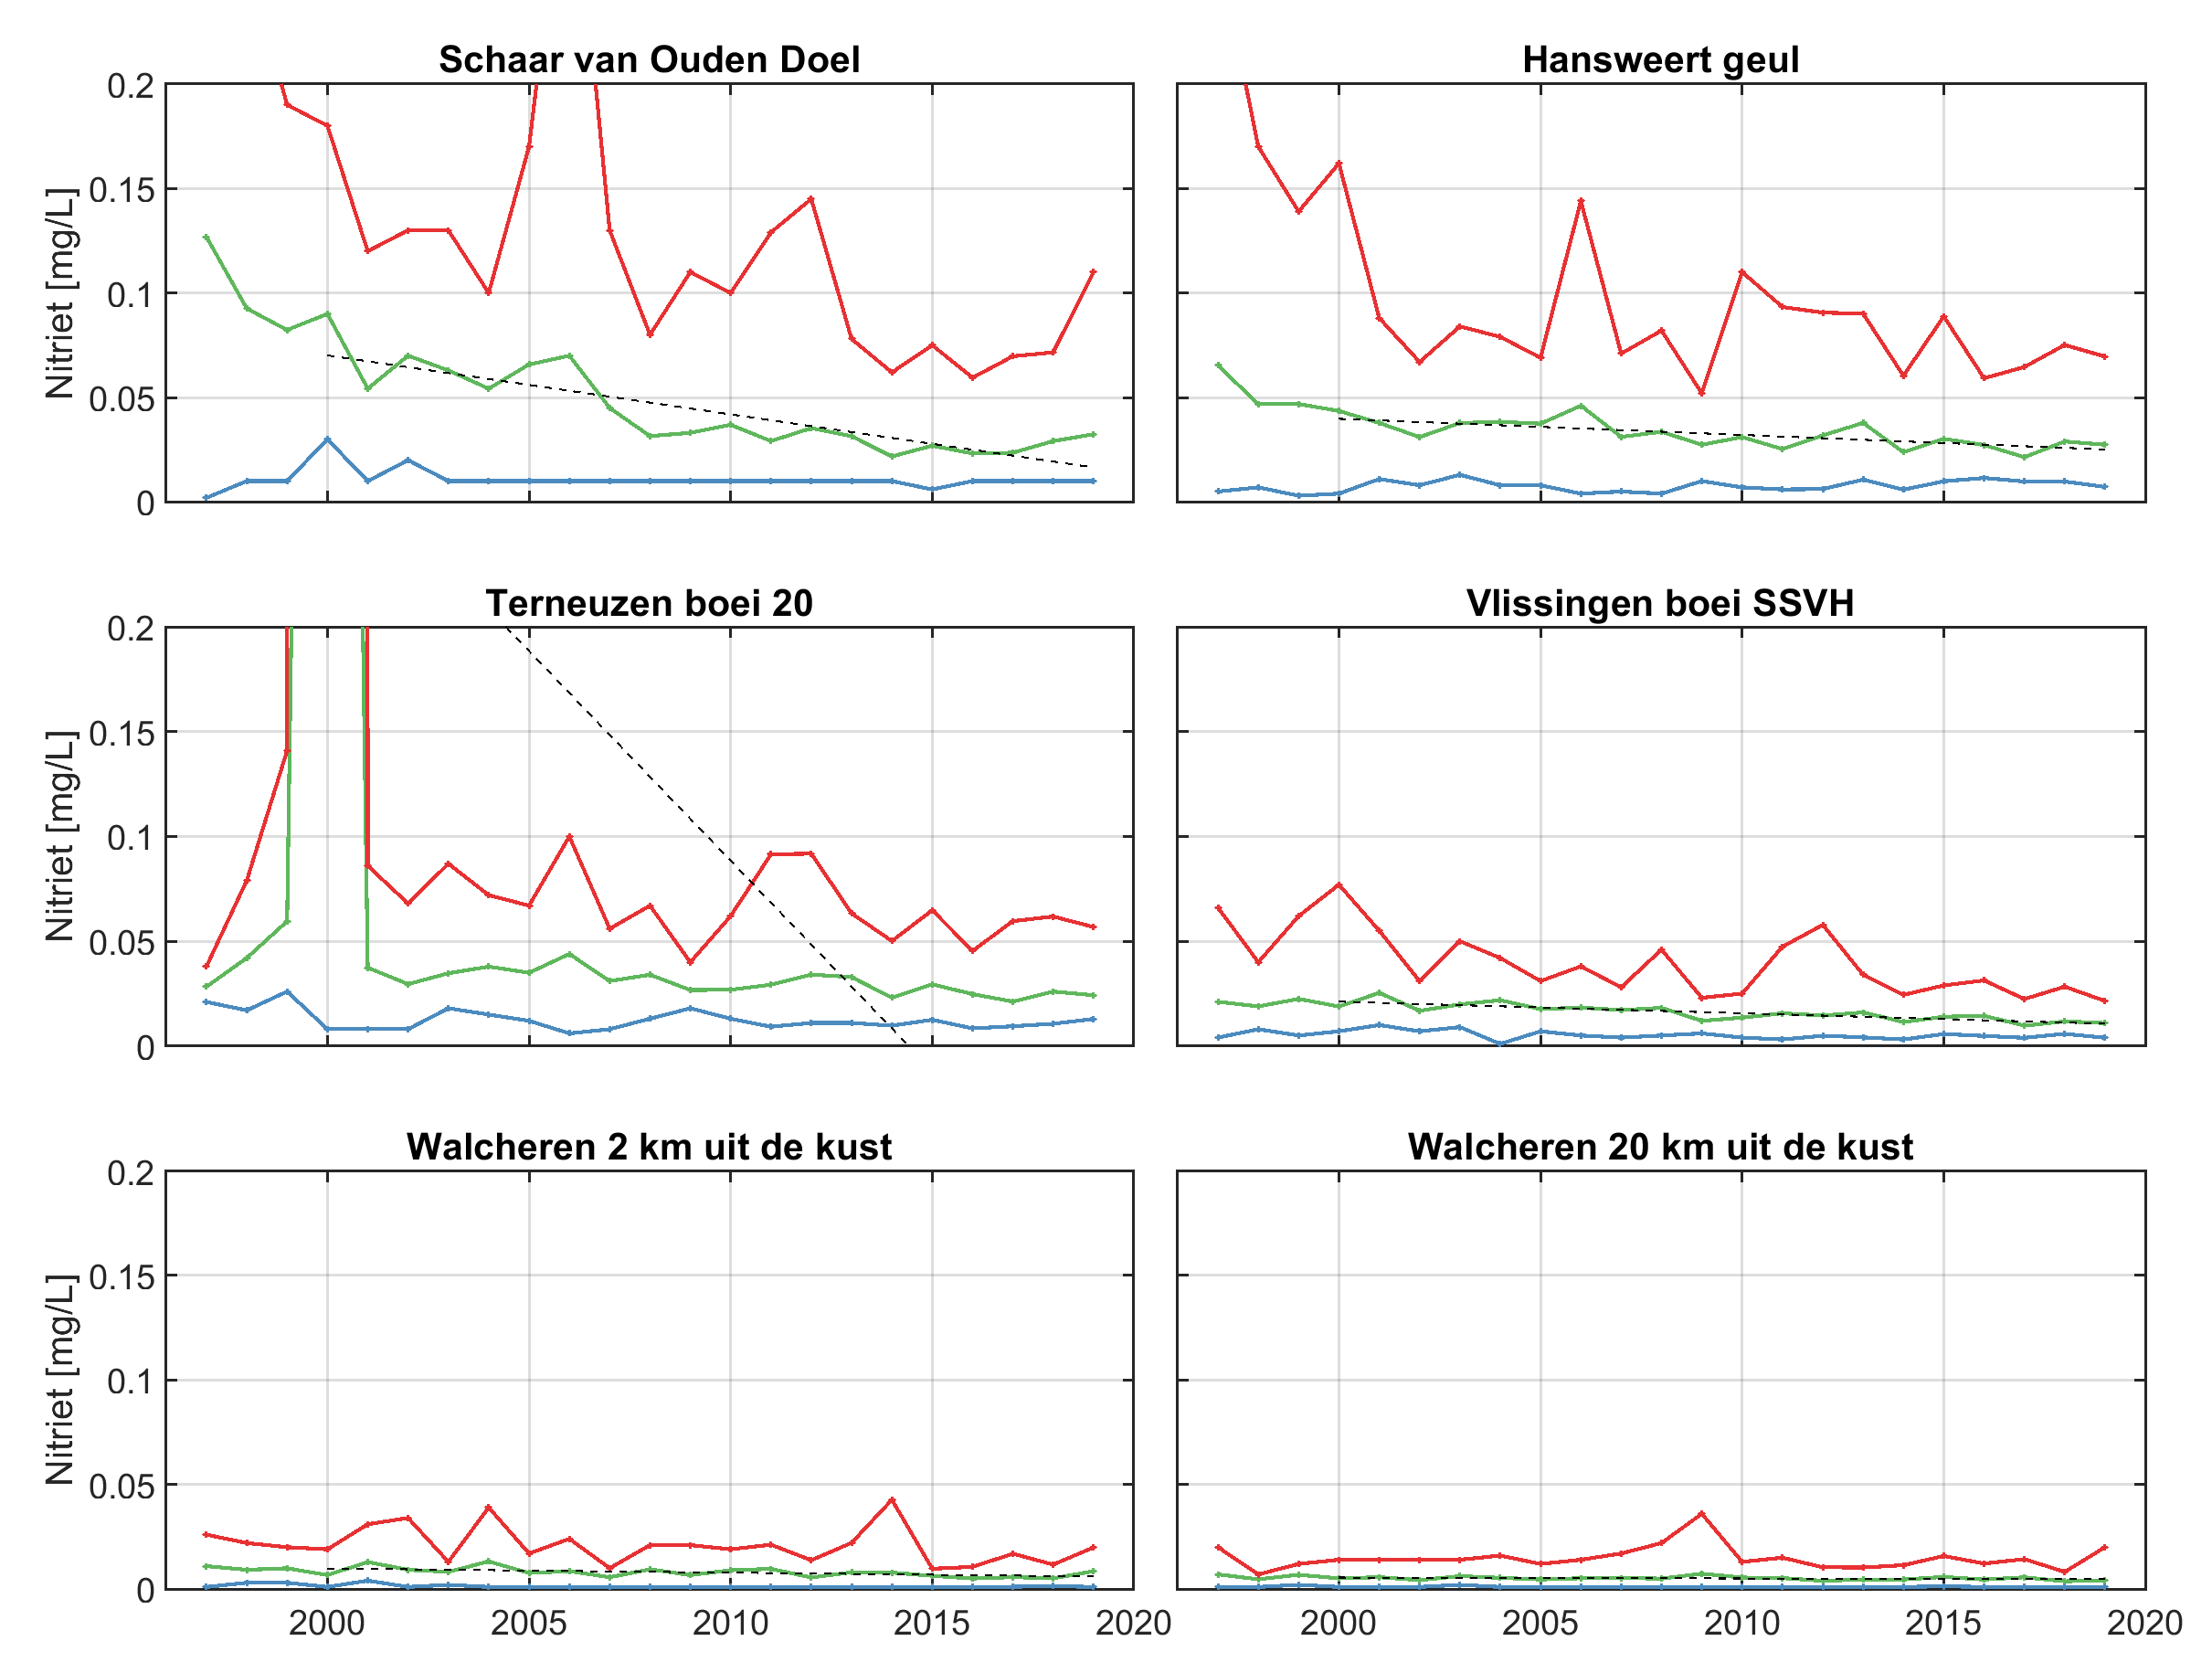 Schaar van Ouden Doel
Hansweert geul
Nitriet [mg/L]
0.2
0.15
0.1
0.05
0
Terneuzen boei 20
Vlissingen boei SSVH
Nitriet [mg/L]
0.2
0.15
0.1
0.05
0
Walcheren 2 km uit de kust
Walcheren 20 km uit de kust
Nitriet [mg/L]
0.2
0.15
0.1
0.05
0
2000 2005 2010 2015 2020
2000 2005 2010 2015 2020